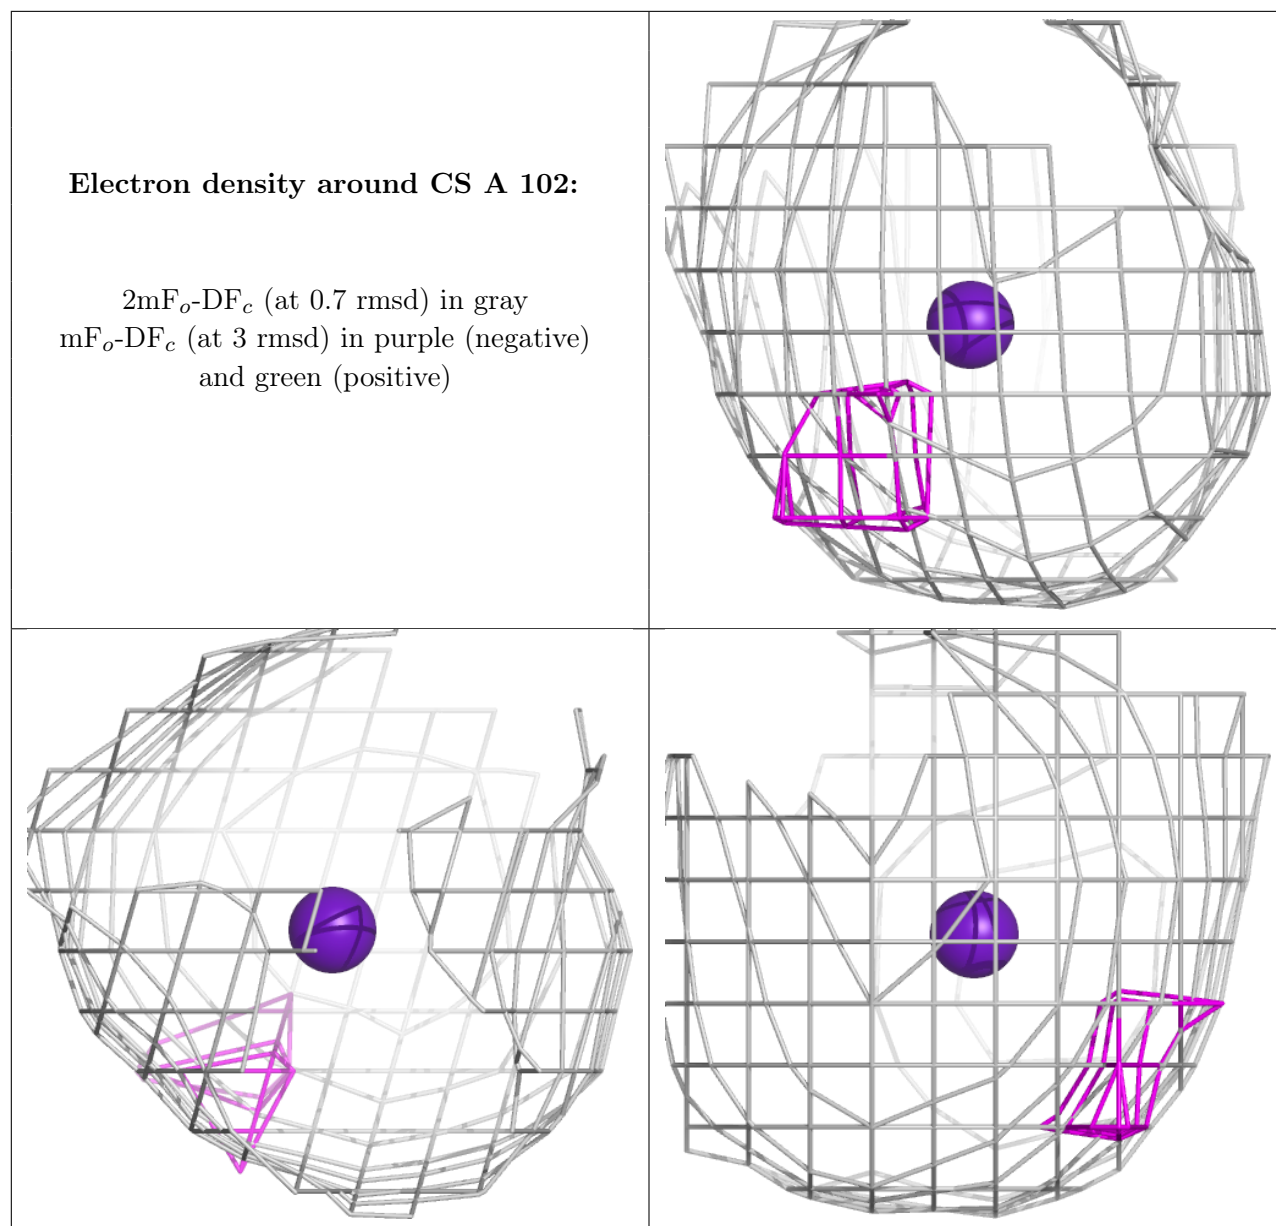 Electron density around CS A 102:
2mFₒ-DF𝒸 (at 0.7 rmsd) in gray
mFₒ-DF𝒸 (at 3 rmsd) in purple (negative)
and green (positive)